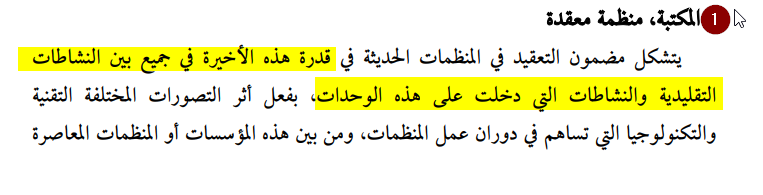 1 المكتبة، منظمة معقدة
يتشكل مضمون التعقيد في المنظمات الحديثة في قدرة هذه الأخيرة في جميع بين النشاطات
التقليدية والنشاطات التي دخلت على هذه الوحدات، بفعل أثر التصورات المختلفة التقنية
والتكنولوجيا التي تساهم في دوران عمل المنظمات، ومن بين هذه المؤسسات أو المنظمات المعاصرة